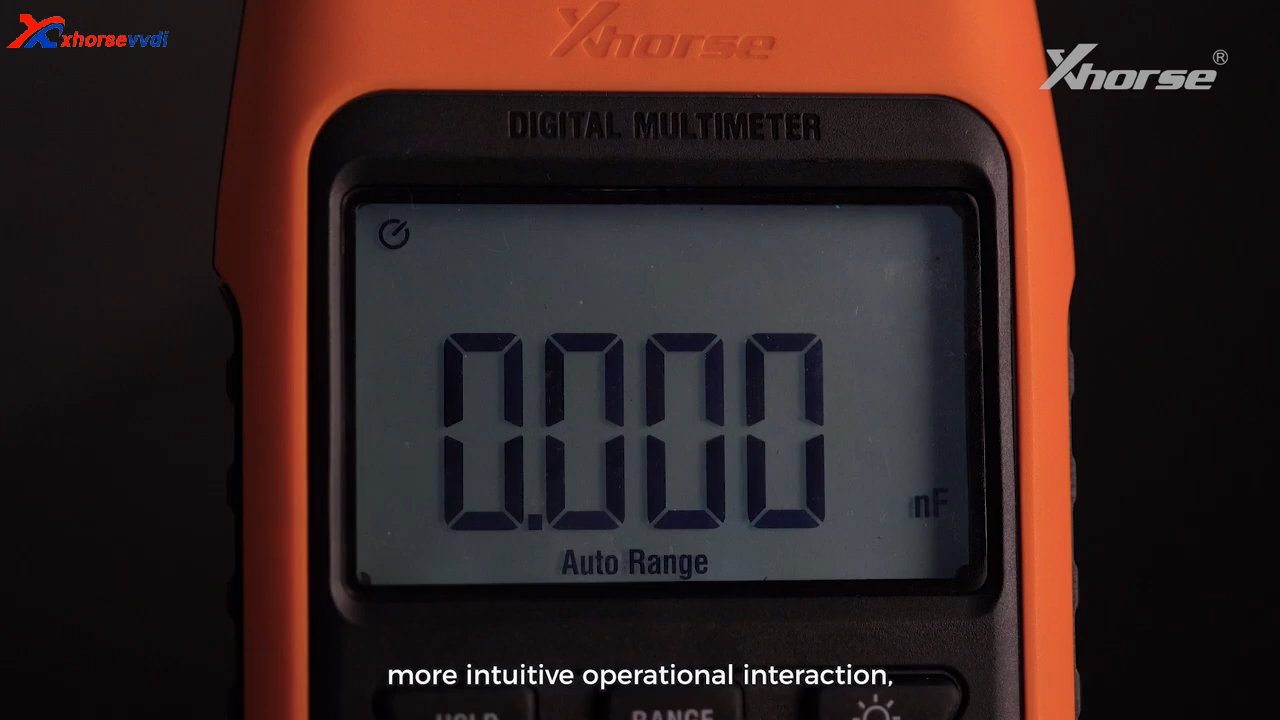 xhorsevvdi
Xhorse
Xhorse®
DIGITAL MULTIMETER
0.000
nF
Auto Range
more intuitive operational interaction,
HOLD
RANGE